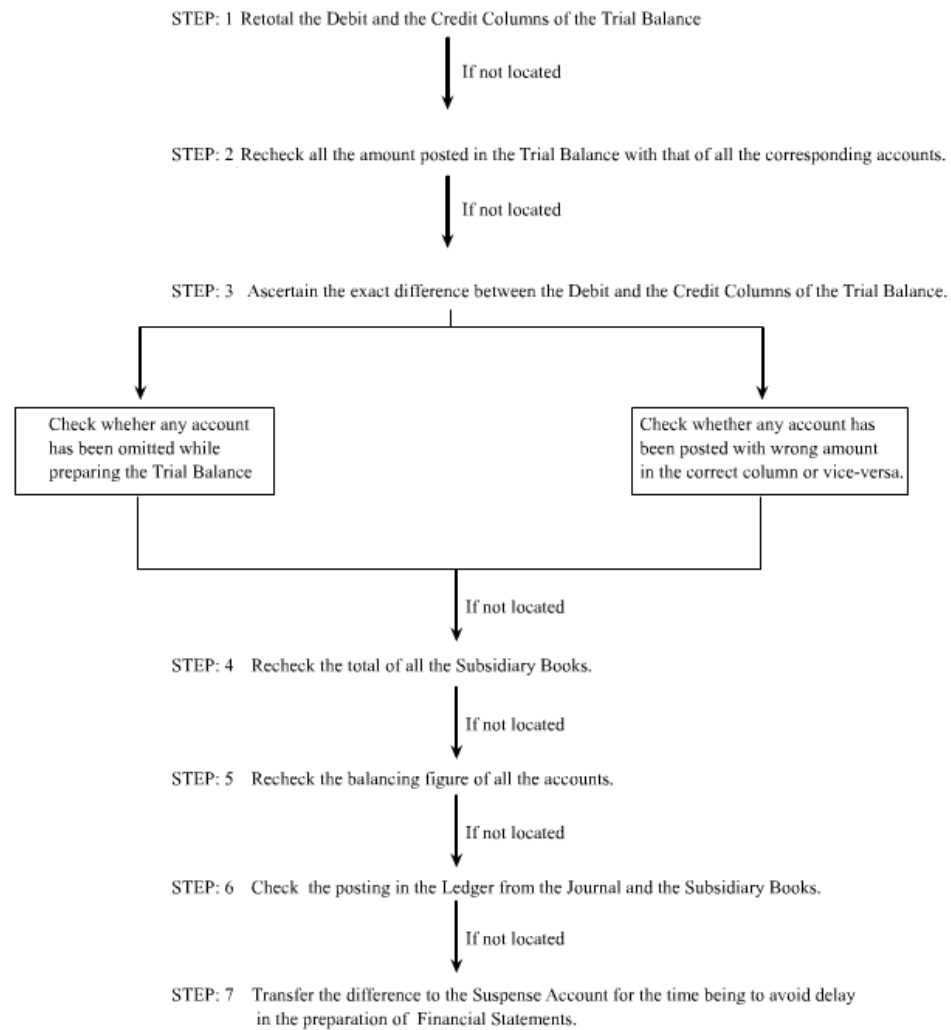 STEP: 1 Retotal the Debit and the Credit Columns of the Trial Balance
If not located
STEP: 2 Recheck all the amount posted in the Trial Balance with that of all the corresponding accounts.
If not located
STEP: 3 Ascertain the exact difference between the Debit and the Credit Columns of the Trial Balance.
Check wheher any account
has been omitted while
preparing the Trial Balance
Check whether any account has
been posted with wrong amount
in the correct column or vice-versa.
If not located
STEP: 4 Recheck the total of all the Subsidiary Books.
If not located
STEP: 5 Recheck the balancing figure of all the accounts.
If not located
STEP: 6 Check the posting in the Ledger from the Journal and the Subsidiary Books.
If not located
STEP: 7 Transfer the difference to the Suspense Account for the time being to avoid delay
in the preparation of Financial Statements.